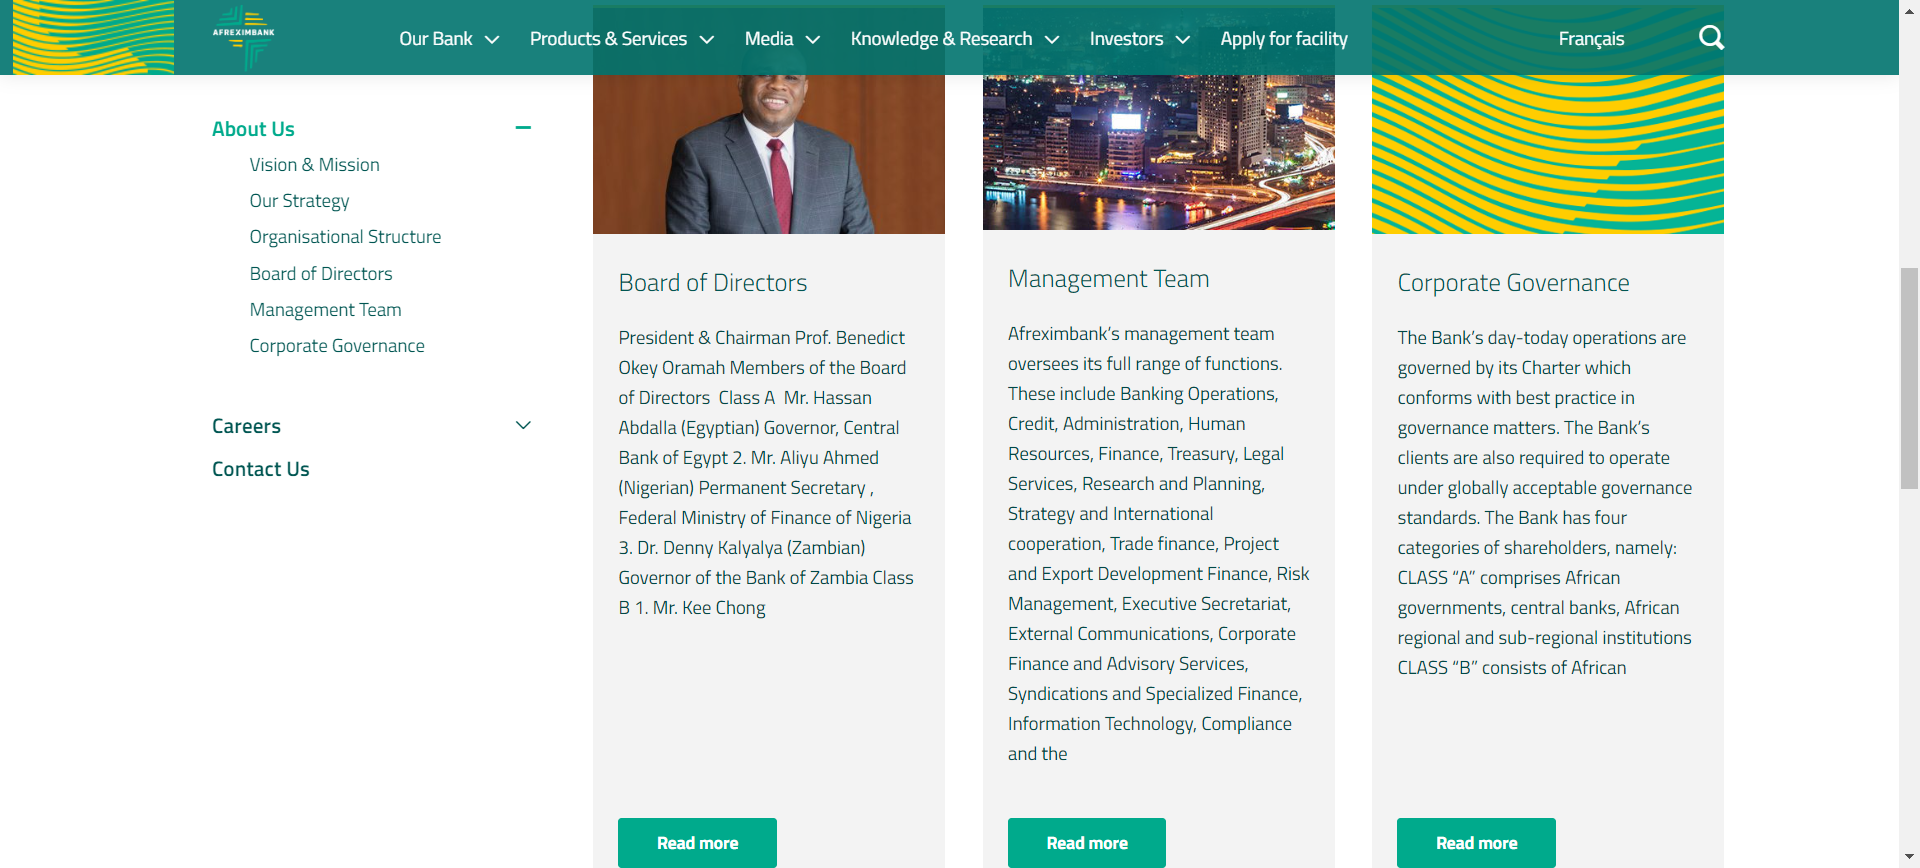 AFREXIMBANK
Our Bank
Products & Services
Media
Knowledge & Research
Investors
Apply for facility
Français
About Us
Vision & Mission
Our Strategy
Organisational Structure
Board of Directors
Management Team
Corporate Governance
Careers
Contact Us
Board of Directors
President & Chairman Prof. Benedict
Okey Oramah Members of the Board
of Directors  Class A  Mr. Hassan
Abdalla (Egyptian) Governor, Central
Bank of Egypt 2. Mr. Aliyu Ahmed
(Nigerian) Permanent Secretary ,
Federal Ministry of Finance of Nigeria
3. Dr. Denny Kalyalya (Zambian)
Governor of the Bank of Zambia Class
B 1. Mr. Kee Chong
Read more
Management Team
Afreximbank’s management team
oversees its full range of functions.
These include Banking Operations,
Credit, Administration, Human
Resources, Finance, Treasury, Legal
Services, Research and Planning,
Strategy and International
cooperation, Trade finance, Project
and Export Development Finance, Risk
Management, Executive Secretariat,
External Communications, Corporate
Finance and Advisory Services,
Syndications and Specialized Finance,
Information Technology, Compliance
and the
Read more
Corporate Governance
The Bank’s day-today operations are
governed by its Charter which
conforms with best practice in
governance matters. The Bank’s
clients are also required to operate
under globally acceptable governance
standards. The Bank has four
categories of shareholders, namely:
CLASS “A” comprises African
governments, central banks, African
regional and sub-regional institutions
CLASS “B” consists of African
Read more